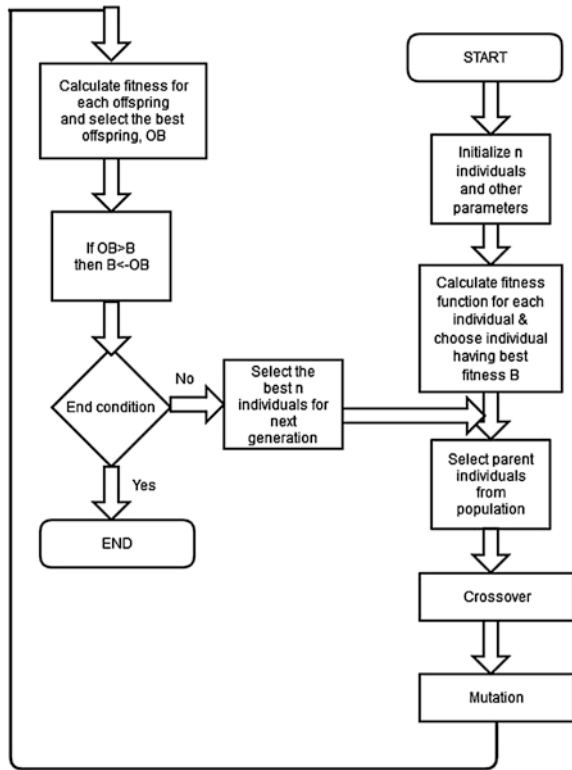 START
Initialize n
individuals
and other
parameters
Calculate fitness
function for each
individual &
choose individual
having best
fitness B
Select parent
individuals
from
population
Crossover
Mutation
Calculate fitness for
each offspring
and select the best
offspring, OB
If OB>B
then B<-OB
End condition
No
Select the
best n
individuals for
next
generation
Yes
END